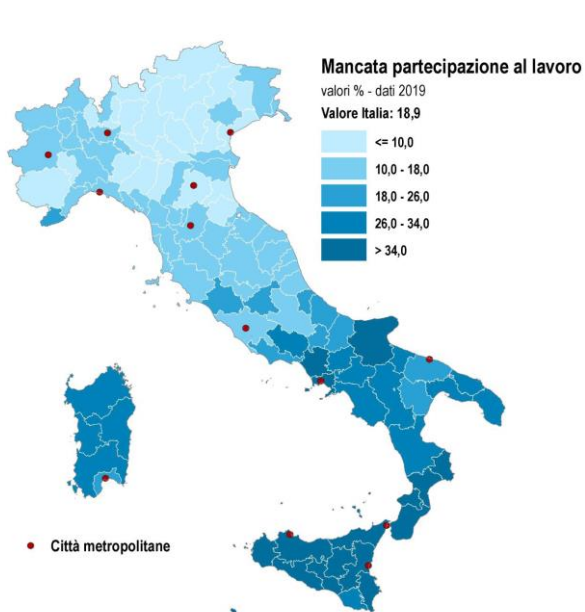 Mancata partecipazione al lavoro
valori % - dati 2019
Valore Italia: 18,9
<= 10,0
10,0 - 18,0
18,0 - 26,0
26,0 - 34,0
> 34,0
Città metropolitane